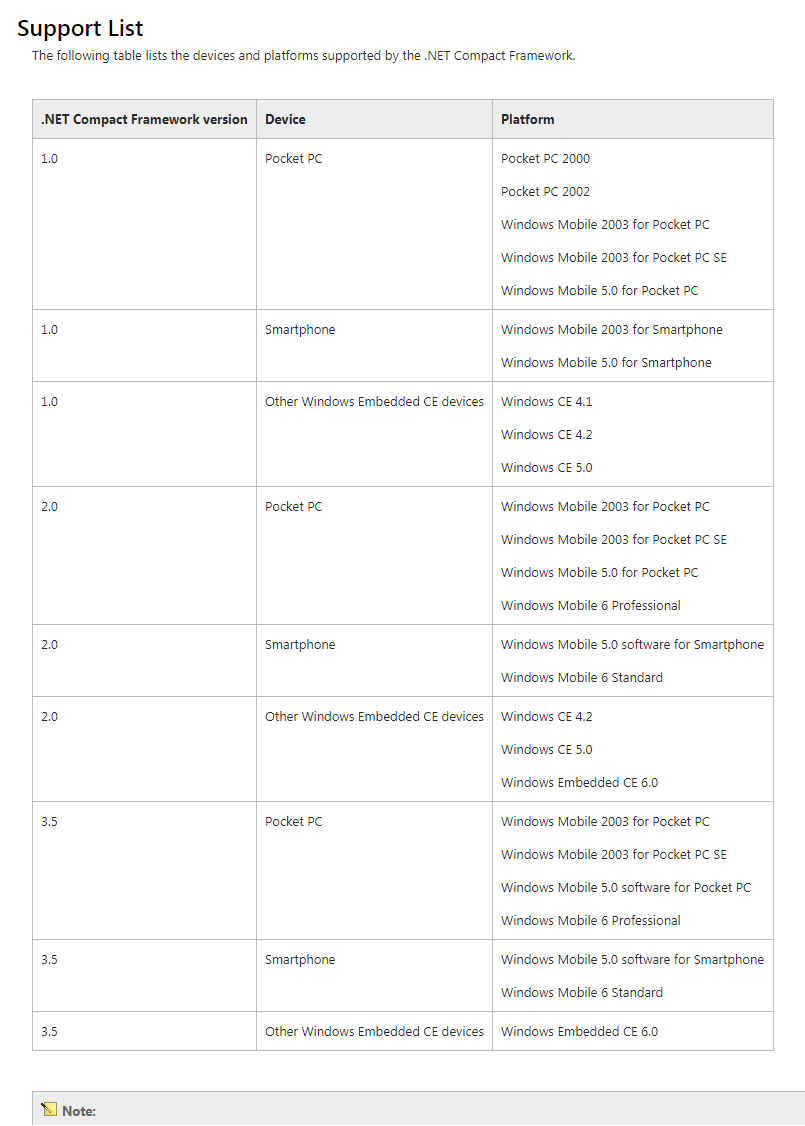 Support List
The following table lists the devices and platforms supported by the .NET Compact Framework.
.NET Compact Framework version Device Platform
1.0 Pocket PC Pocket PC 2000
Pocket PC 2002
Windows Mobile 2003 for Pocket PC
Windows Mobile 2003 for Pocket PC SE
Windows Mobile 5.0 for Pocket PC
1.0 Smartphone Windows Mobile 2003 for Smartphone
Windows Mobile 5.0 for Smartphone
1.0 Other Windows Embedded CE devices Windows CE 4.1
Windows CE 4.2
Windows CE 5.0
2.0 Pocket PC Windows Mobile 2003 for Pocket PC
Windows Mobile 2003 for Pocket PC SE
Windows Mobile 5.0 for Pocket PC
Windows Mobile 6 Professional
2.0 Smartphone Windows Mobile 5.0 software for Smartphone
Windows Mobile 6 Standard
2.0 Other Windows Embedded CE devices Windows CE 4.2
Windows CE 5.0
Windows Embedded CE 6.0
3.5 Pocket PC Windows Mobile 2003 for Pocket PC
Windows Mobile 2003 for Pocket PC SE
Windows Mobile 5.0 software for Pocket PC
Windows Mobile 6 Professional
3.5 Smartphone Windows Mobile 5.0 software for Smartphone
Windows Mobile 6 Standard
3.5 Other Windows Embedded CE devices Windows Embedded CE 6.0
Note: